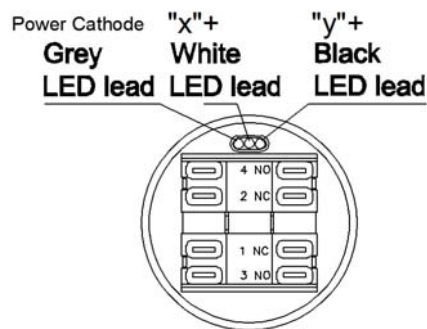 Power Cathode "x"+ "y"+
Grey White Black
LED lead LED lead LED lead
4 NO
2 NC
1 NC
3 NO